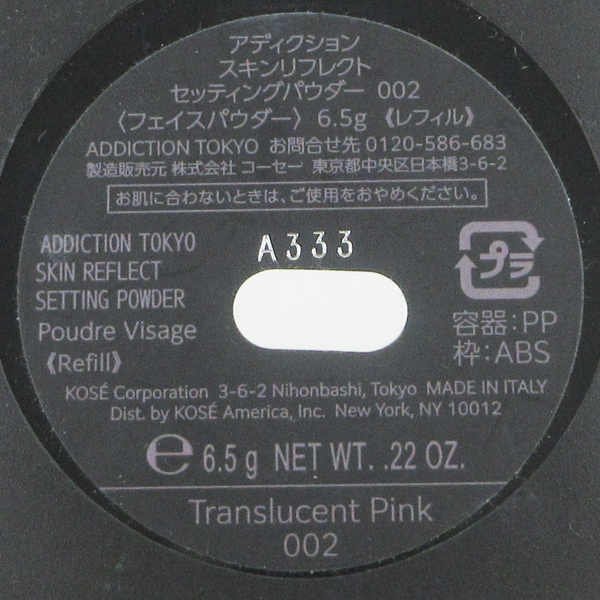 アディクション
スキンリフレクト
セッティングパウダー 002
〈フェイスパウダー〉 6.5g 《レフィル》
ADDICTION TOKYO お問合せ先 0120-586-683
製造販売元 株式会社 コーセー 東京都中央区日本橋3-6-2
お肌に合わないときは、ご使用をおやめください。
ADDICTION TOKYO
SKIN REFLECT
SETTING POWDER
Poudre Visage
《Refill》
A333
プラ
容器:PP
枠:ABS
KOSÉ Corporation 3-6-2 Nihonbashi, Tokyo MADE IN ITALY
Dist. by KOSÉ America, Inc. New York, NY 10012
℮ 6.5 g NET WT. .22 OZ.
Translucent Pink
002